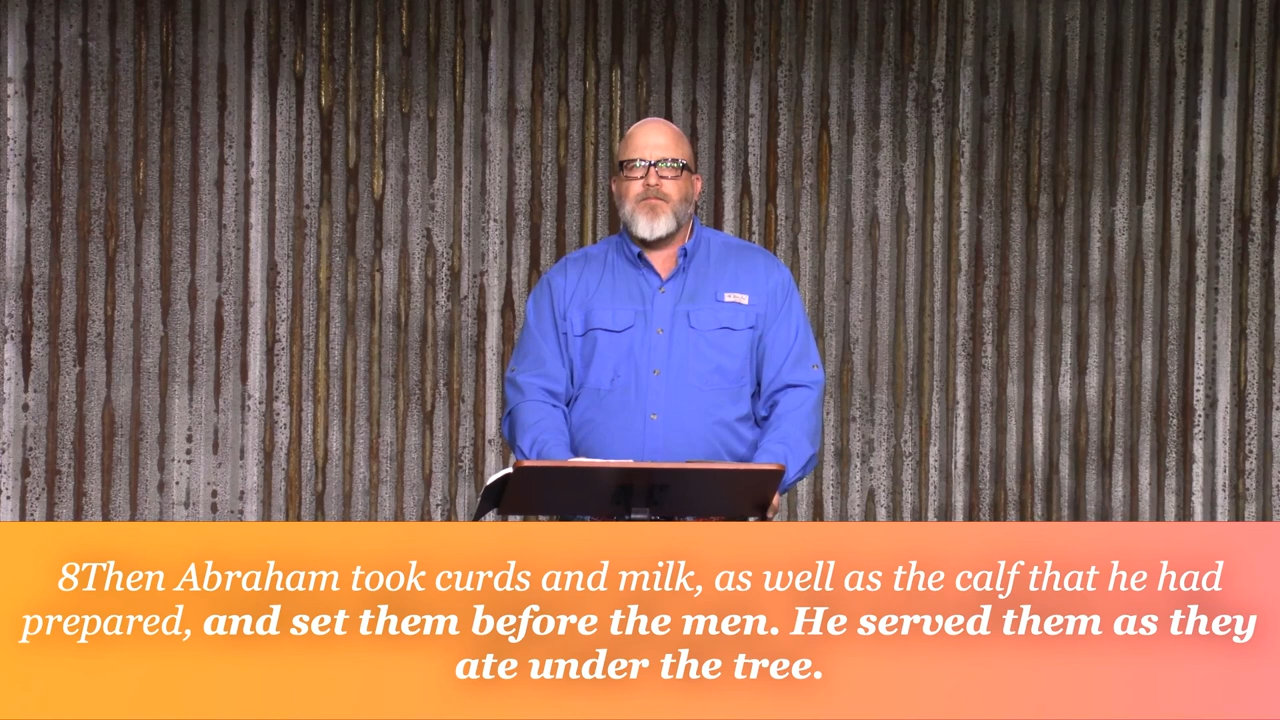 8Then Abraham took curds and milk, as well as the calf that he had
prepared, and set them before the men. He served them as they
ate under the tree.